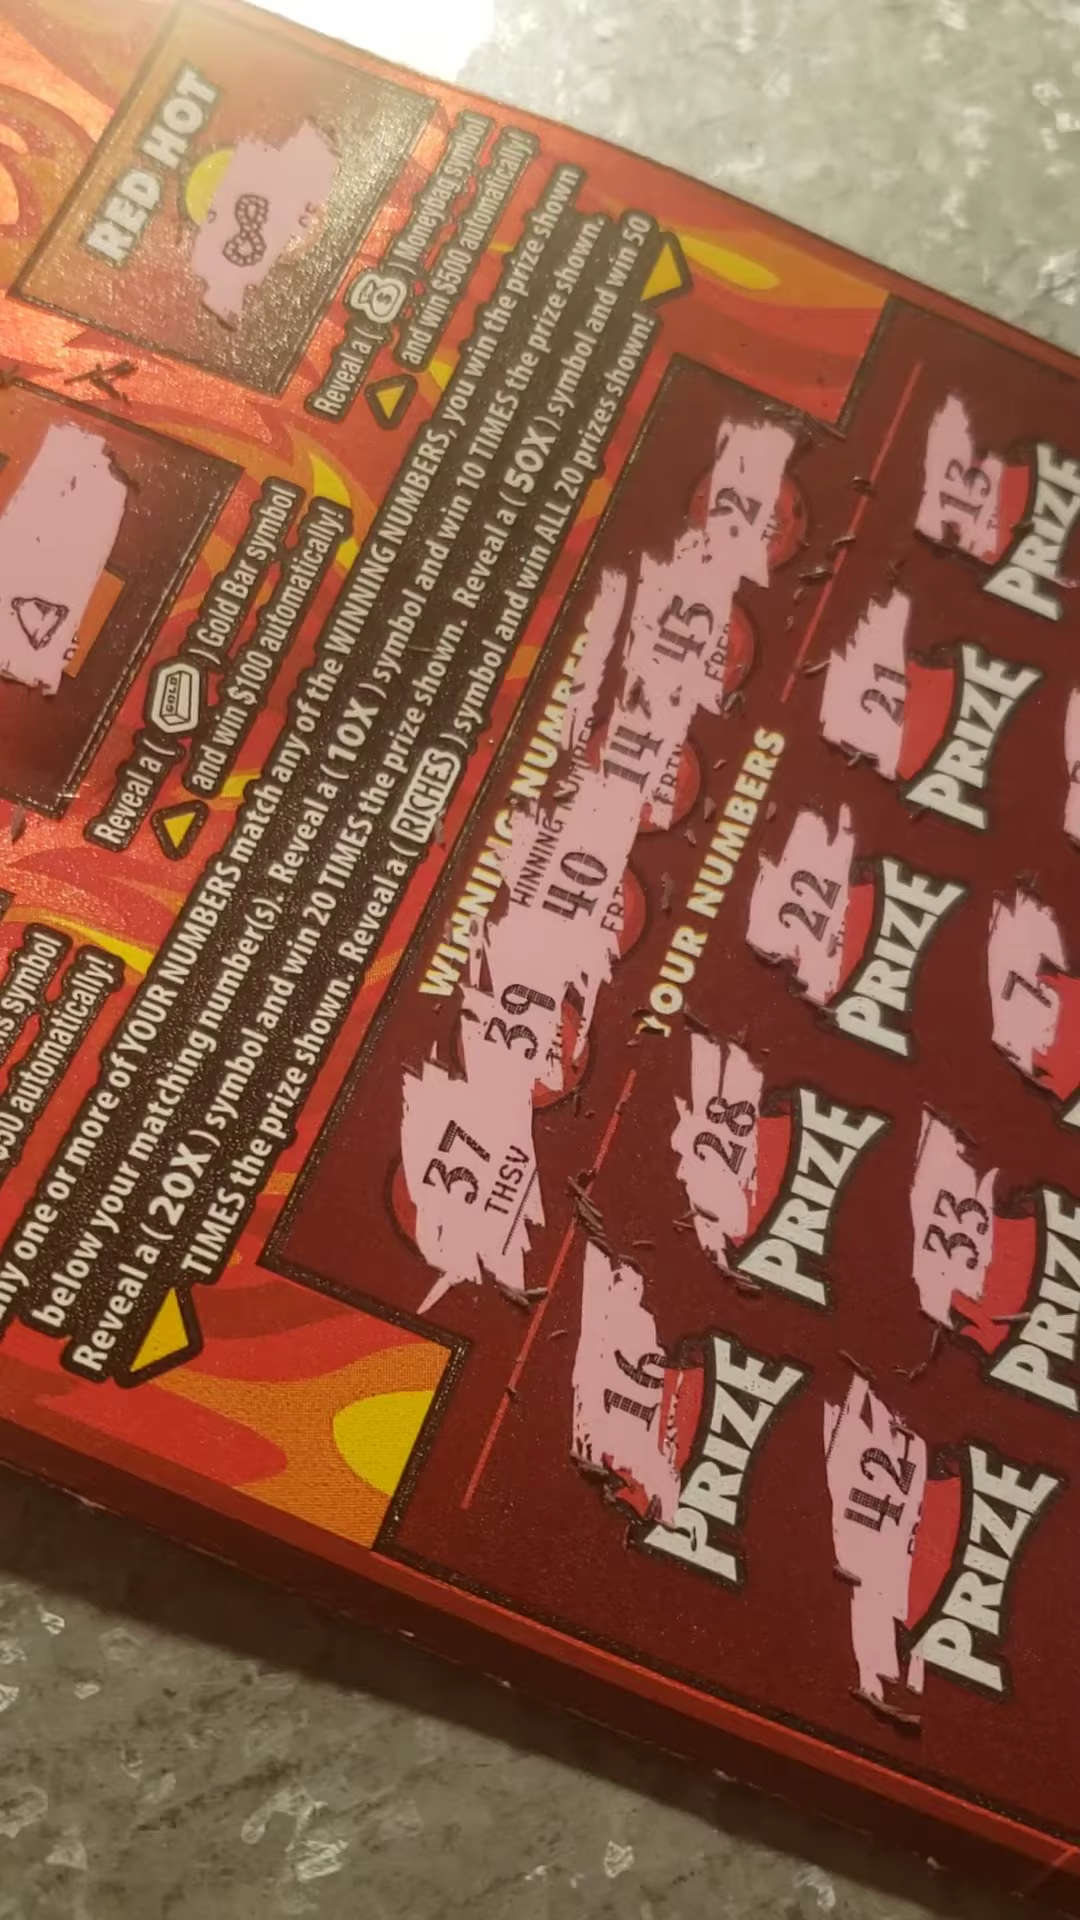 RED HOT
Reveal a ( $ ) Moneybag symbol
and win $500 automatically!
Reveal a ( GOLD ) Gold Bar symbol
and win $100 automatically!
symbol
automatically!
any one or more of YOUR NUMBERS match any of the WINNING NUMBERS, you win the prize shown
below your matching number(s). Reveal a ( 10X ) symbol and win 10 TIMES the prize shown.
Reveal a ( 20X ) symbol and win 20 TIMES the prize shown. Reveal a ( 50X ) symbol and win 50
TIMES the prize shown. Reveal a ( RICHES ) symbol and win ALL 20 prizes shown!
WINNING NUMBERS
WINNING NUMBER
37 39 40 14 45 2
THSV
YOUR NUMBERS
16 28 22 21 13
PRIZE PRIZE PRIZE PRIZE PRIZE
42 33 7
PRIZE PRIZE